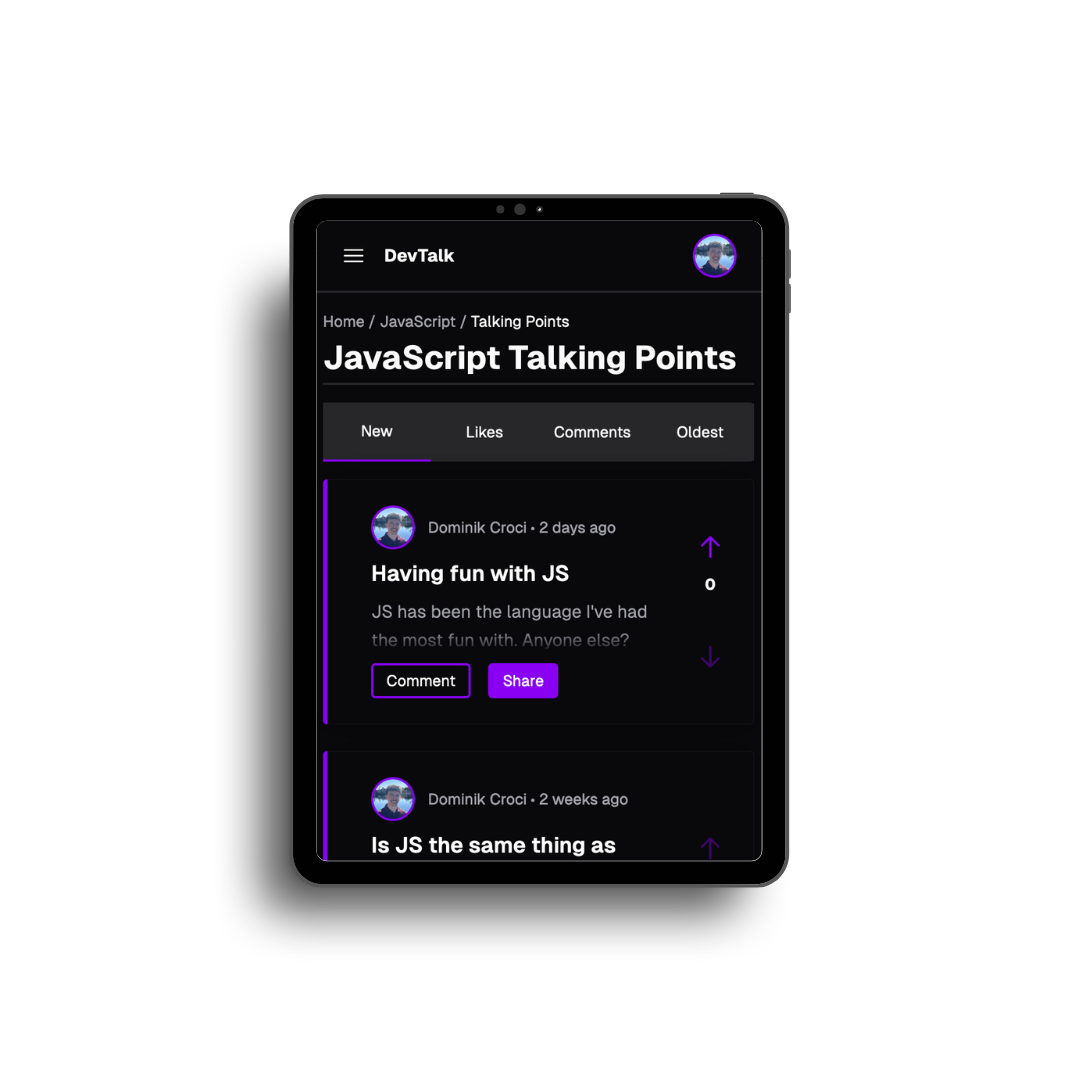 DevTalk
Home / JavaScript / Talking Points
JavaScript Talking Points
New Likes Comments Oldest
Dominik Croci • 2 days ago
Having fun with JS
0
JS has been the language I've had
the most fun with. Anyone else?
Comment Share
Dominik Croci • 2 weeks ago
Is JS the same thing as